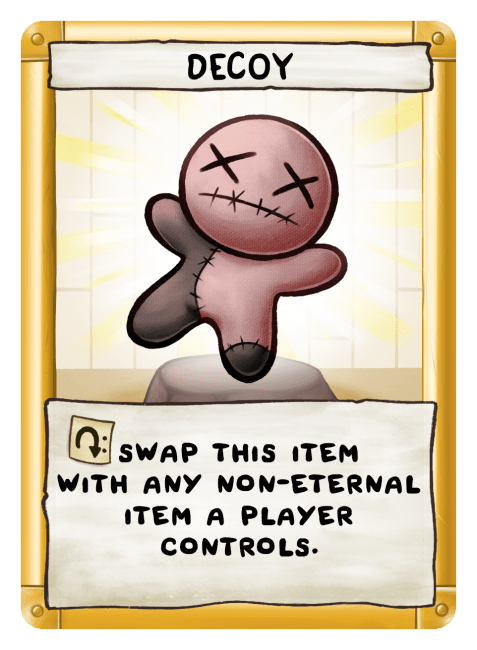 DECOY
: SWAP THIS ITEM
WITH ANY NON-ETERNAL
ITEM A PLAYER
CONTROLS.